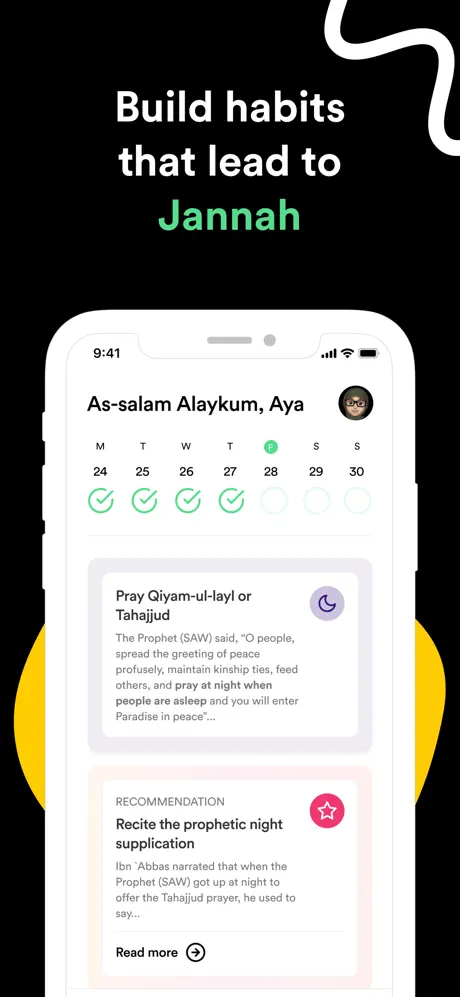 Build habits
that lead to
Jannah
9:41
As-salam Alaykum, Aya
M T W T F S S
24 25 26 27 28 29 30
Pray Qiyam-ul-layl or
Tahajjud
The Prophet (SAW) said, “O people,
spread the greeting of peace
profusely, maintain kinship ties, feed
others, and pray at night when
people are asleep and you will enter
Paradise in peace”...
RECOMMENDATION
Recite the prophetic night
supplication
Ibn `Abbas narrated that when the
Prophet (SAW) got up at night to
offer the Tahajjud prayer, he used to
say...
Read more